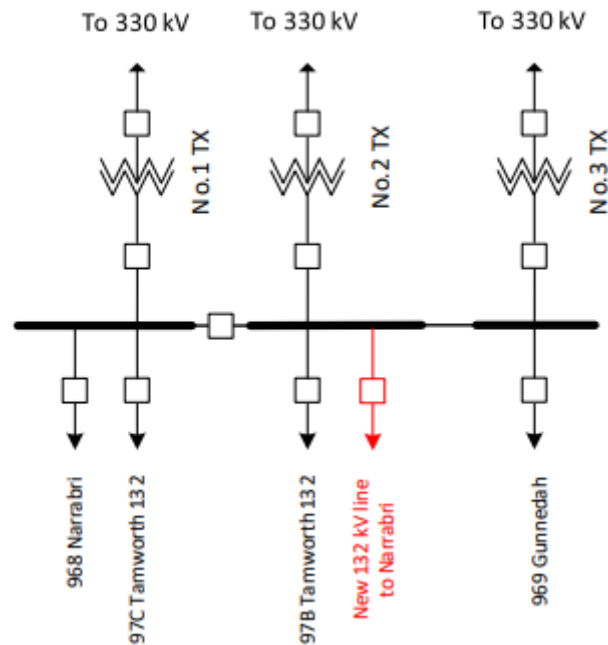 To 330 kV
To 330 kV
To 330 kV
No.1 TX
No.2 TX
No.3 TX
968 Narrabri
97C Tamworth 132
97B Tamworth 132
New 132 kV line
to Narrabri
969 Gunnedah